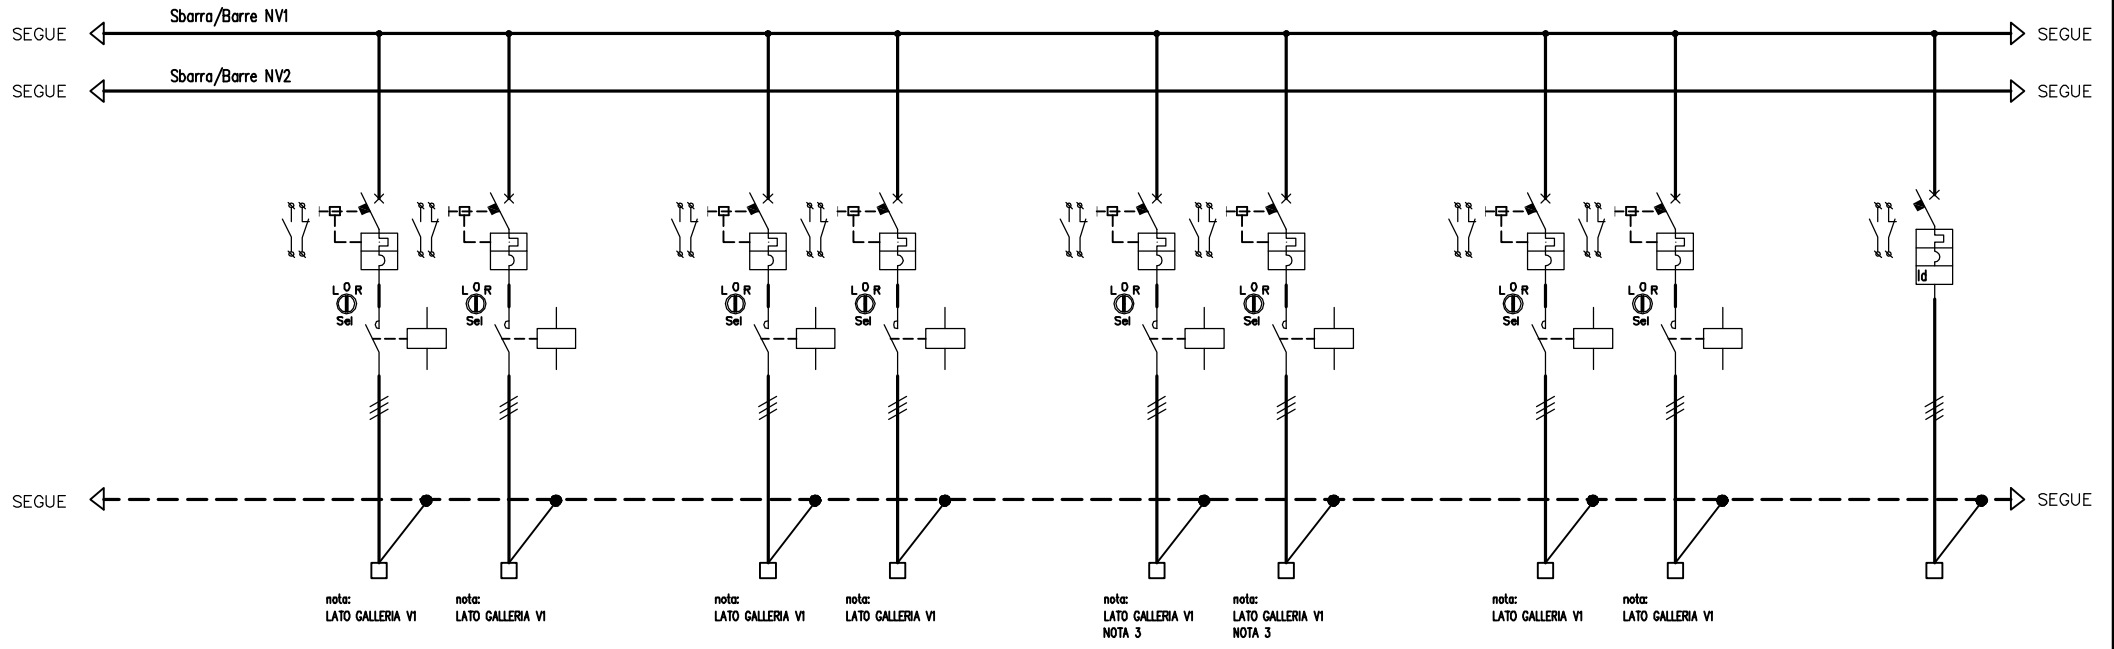 Sbarra/Barre NV1
SEGUE SEGUE
Sbarra/Barre NV2
SEGUE SEGUE
Id
L O R L O R L O R L O R L O R L O R L O R L O R
Sel Sel Sel Sel Sel Sel Sel Sel
SEGUE SEGUE
nota: nota: nota: nota: nota: nota: nota: nota:
LATO GALLERIA V1 LATO GALLERIA V1 LATO GALLERIA V1 LATO GALLERIA V1 LATO GALLERIA V1 LATO GALLERIA V1 LATO GALLERIA V1 LATO GALLERIA V1
NOTA 3 NOTA 3